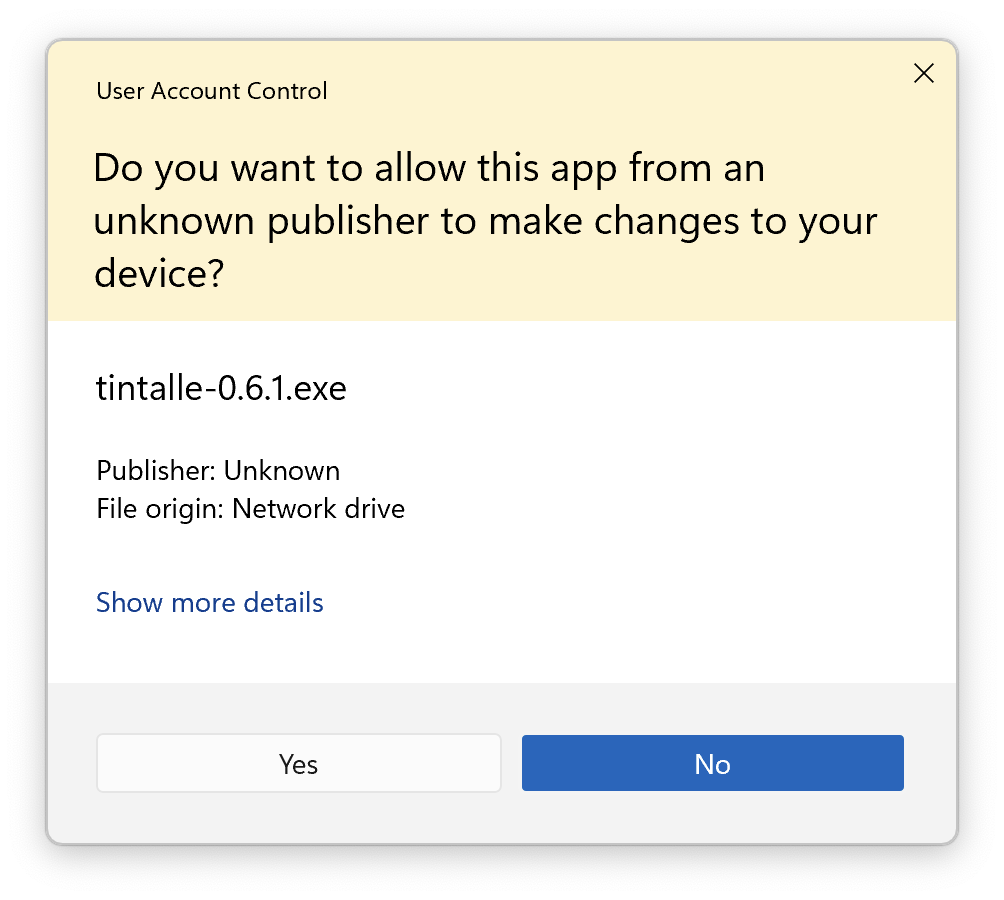 User Account Control
Do you want to allow this app from an
unknown publisher to make changes to your
device?
tintalle-0.6.1.exe
Publisher: Unknown
File origin: Network drive
Show more details
Yes
No